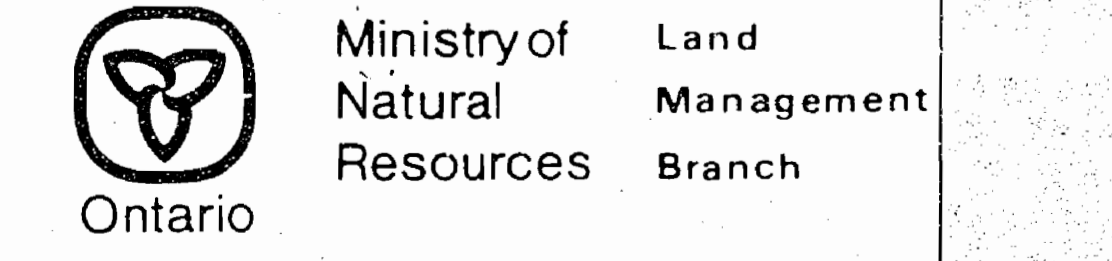 Ministry of
Natural
Resources
Land
Management
Branch
Ontario